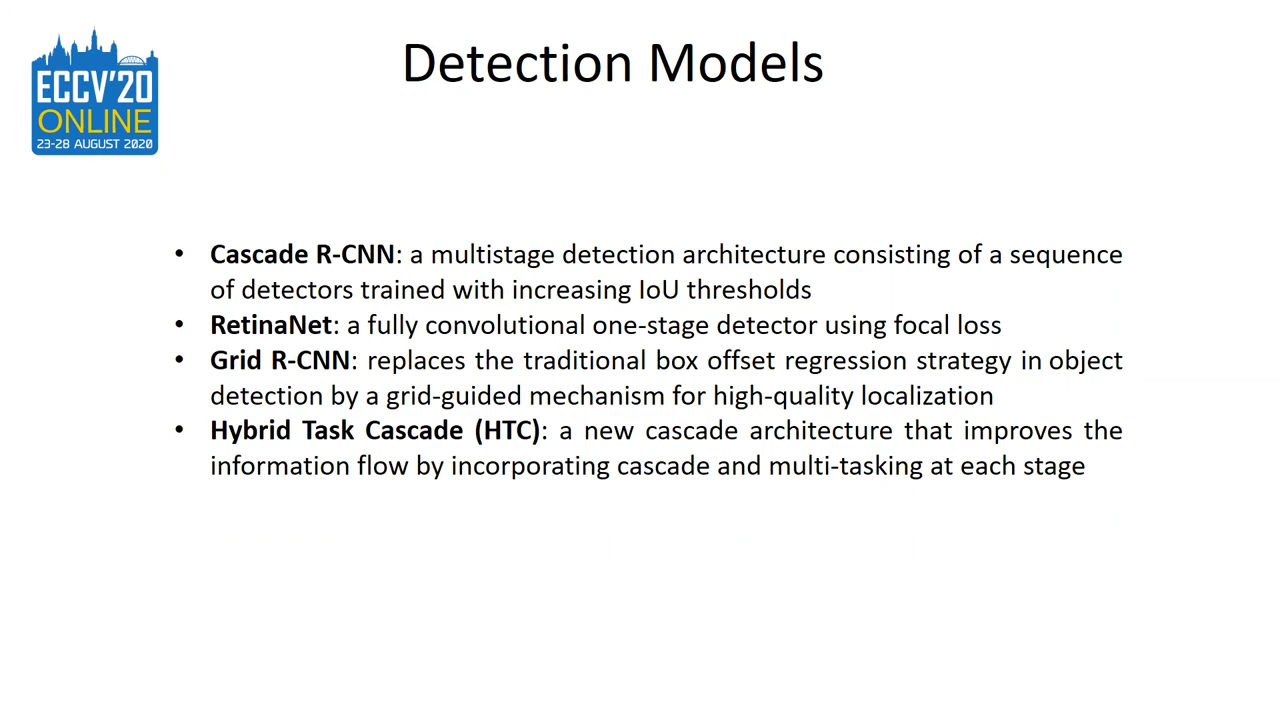 ECCV'20
ONLINE
23-28 AUGUST 2020
Detection Models
• Cascade R-CNN: a multistage detection architecture consisting of a sequence
of detectors trained with increasing IoU thresholds
• RetinaNet: a fully convolutional one-stage detector using focal loss
• Grid R-CNN: replaces the traditional box offset regression strategy in object
detection by a grid-guided mechanism for high-quality localization
• Hybrid Task Cascade (HTC): a new cascade architecture that improves the
information flow by incorporating cascade and multi-tasking at each stage